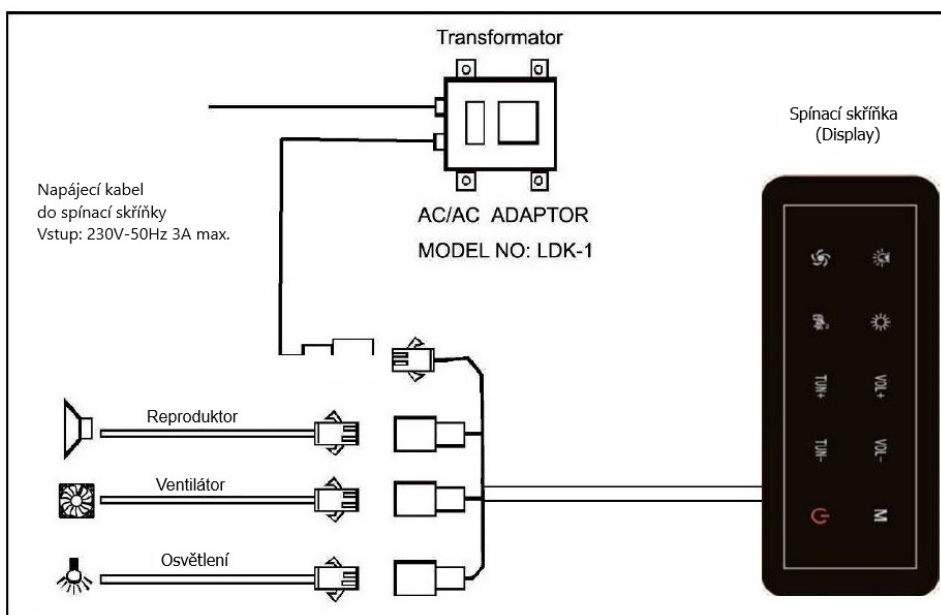 Transformator
Spínací skříňka
(Display)
Napájecí kabel
do spínací skříňky
Vstup: 230V-50Hz 3A max.
AC/AC ADAPTOR
MODEL NO: LDK-1
Reproduktor
Ventilátor
Osvětlení
TUN+
VOL+
TUN-
VOL-
M